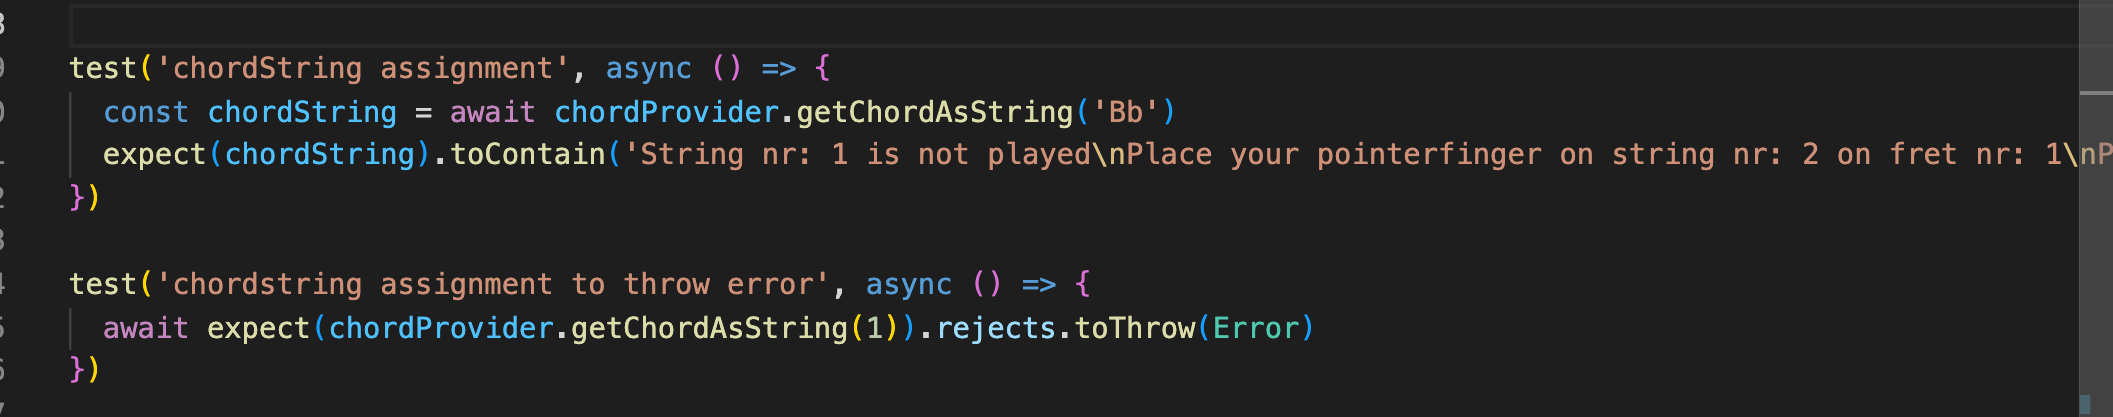 test('chordString assignment', async () => {
  const chordString = await chordProvider.getChordAsString('Bb')
  expect(chordString).toContain('String nr: 1 is not played\nPlace your pointerfinger on string nr: 2 on fret nr: 1\nP
})
test('chordstring assignment to throw error', async () => {
  await expect(chordProvider.getChordAsString(1)).rejects.toThrow(Error)
})